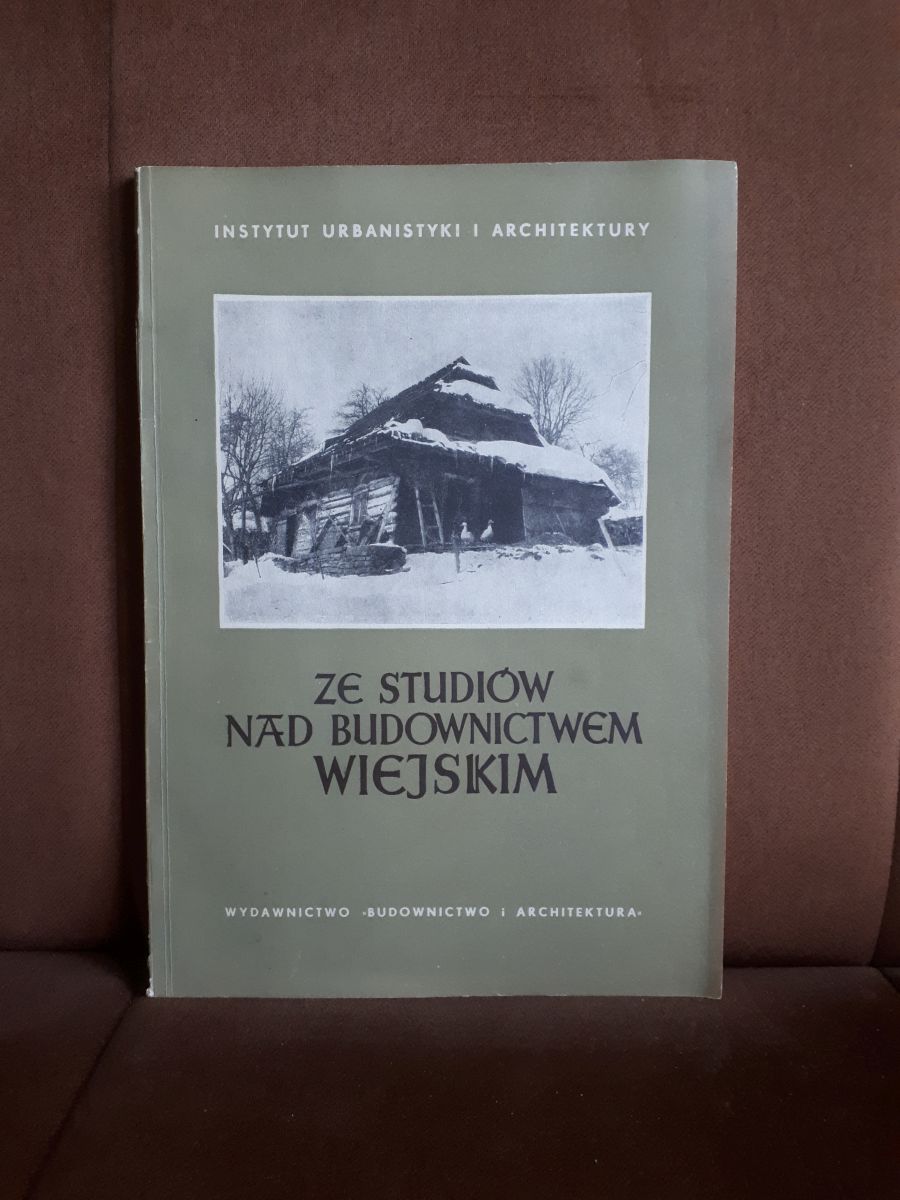 INSTYTUT URBANISTYKI I ARCHITEKTURY
ZE STUDIÓW
NAD BUDOWNICTWEM
WIEJSKIM
WYDAWNICTWO »BUDOWNICTWO i ARCHITEKTURA«